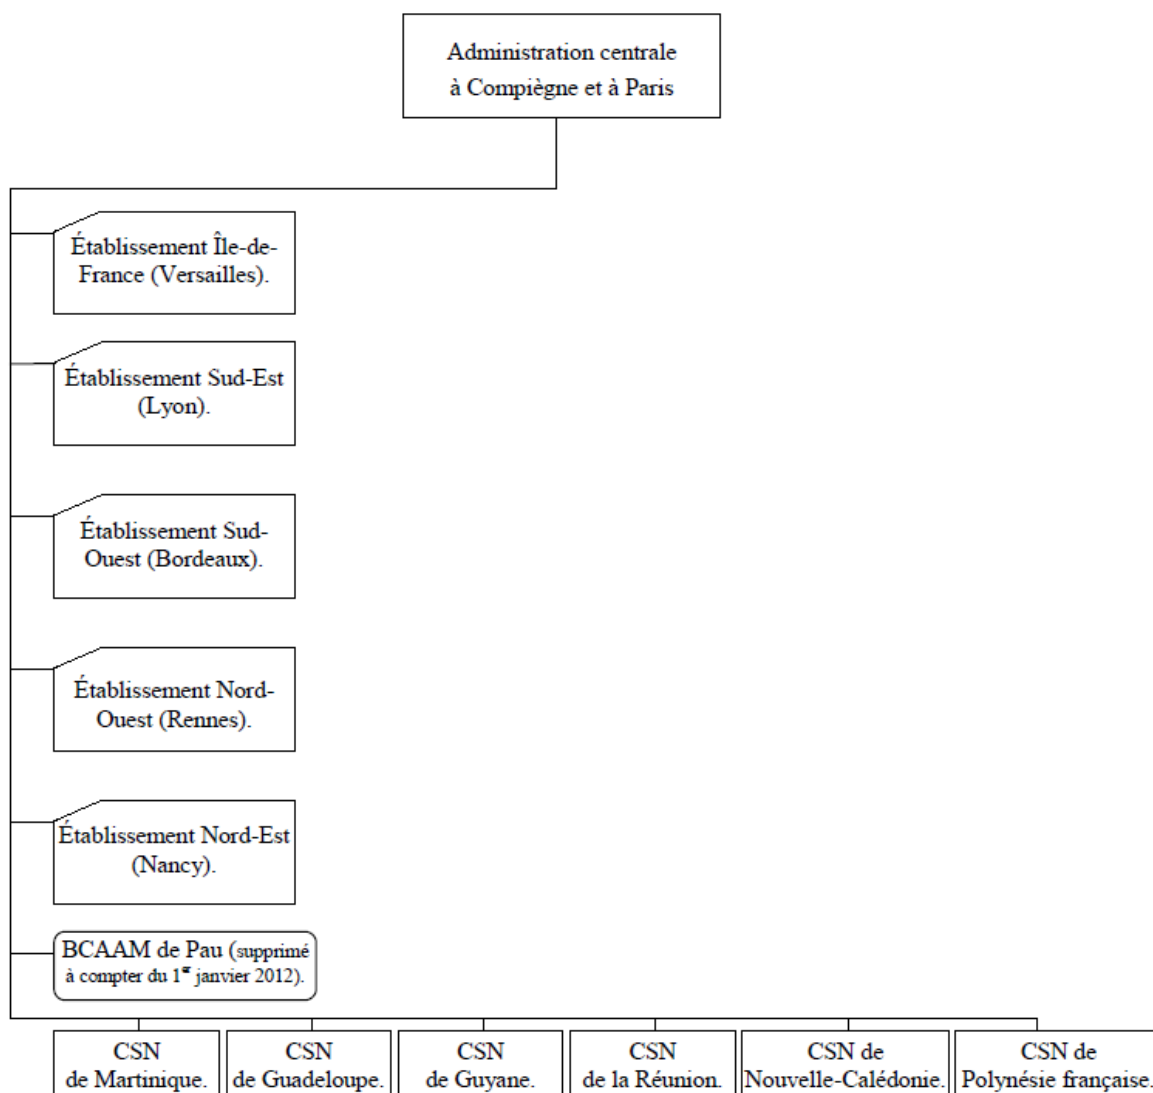 Administration centrale
à Compiègne et à Paris
Établissement Île-de-
France (Versailles).
Établissement Sud-Est
(Lyon).
Établissement Sud-
Ouest (Bordeaux).
Établissement Nord-
Ouest (Rennes).
Établissement Nord-Est
(Nancy).
BCAAM de Pau (supprimé
à compter du 1er janvier 2012).
CSN
de Martinique.
CSN
de Guadeloupe.
CSN
de Guyane.
CSN
de la Réunion.
CSN de
Nouvelle-Calédonie.
CSN de
Polynésie française.